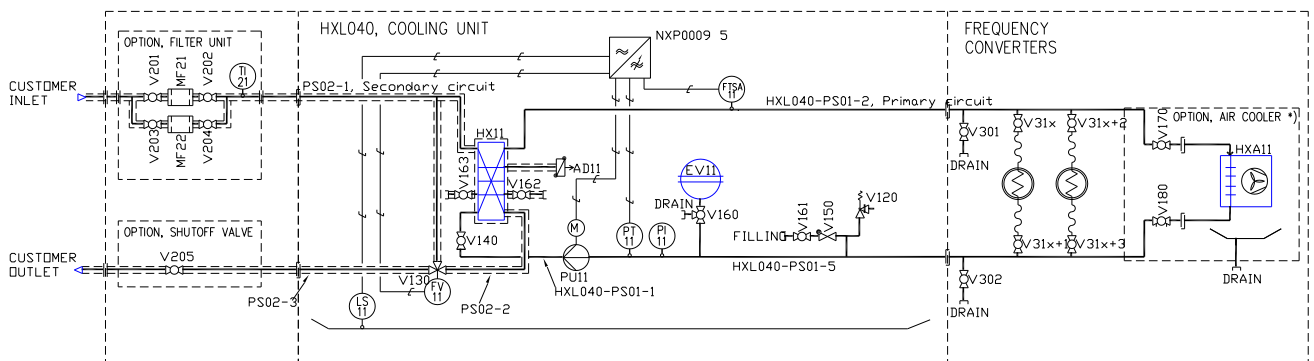 HXL040, COOLING UNIT
FREQUENCY
CONVERTERS
OPTION, FILTER UNIT
V201
MF21
V202
TI
21
NXP0009 5
CUSTOMER
INLET
PS02-1, Secondary circuit
FTSA
11
HXL040-PS01-2, Primary circuit
V203
MF22
V204
V301
DRAIN
V31x
V31x+2
OPTION, AIR COOLER *)
V170
HXA11
HX11
V163
AD11
V162
EV11
DRAIN
V160
V161
V150
V120
FILLING
V180
OPTION, SHUTOFF VALVE
V205
V140
M
PT
11
PI
11
V31x+1
V31x+3
CUSTOMER
OUTLET
V130
FV
11
PU11
HXL040-PS01-5
HXL040-PS01-1
DRAIN
V302
DRAIN
PS02-3
LS
11
PS02-2